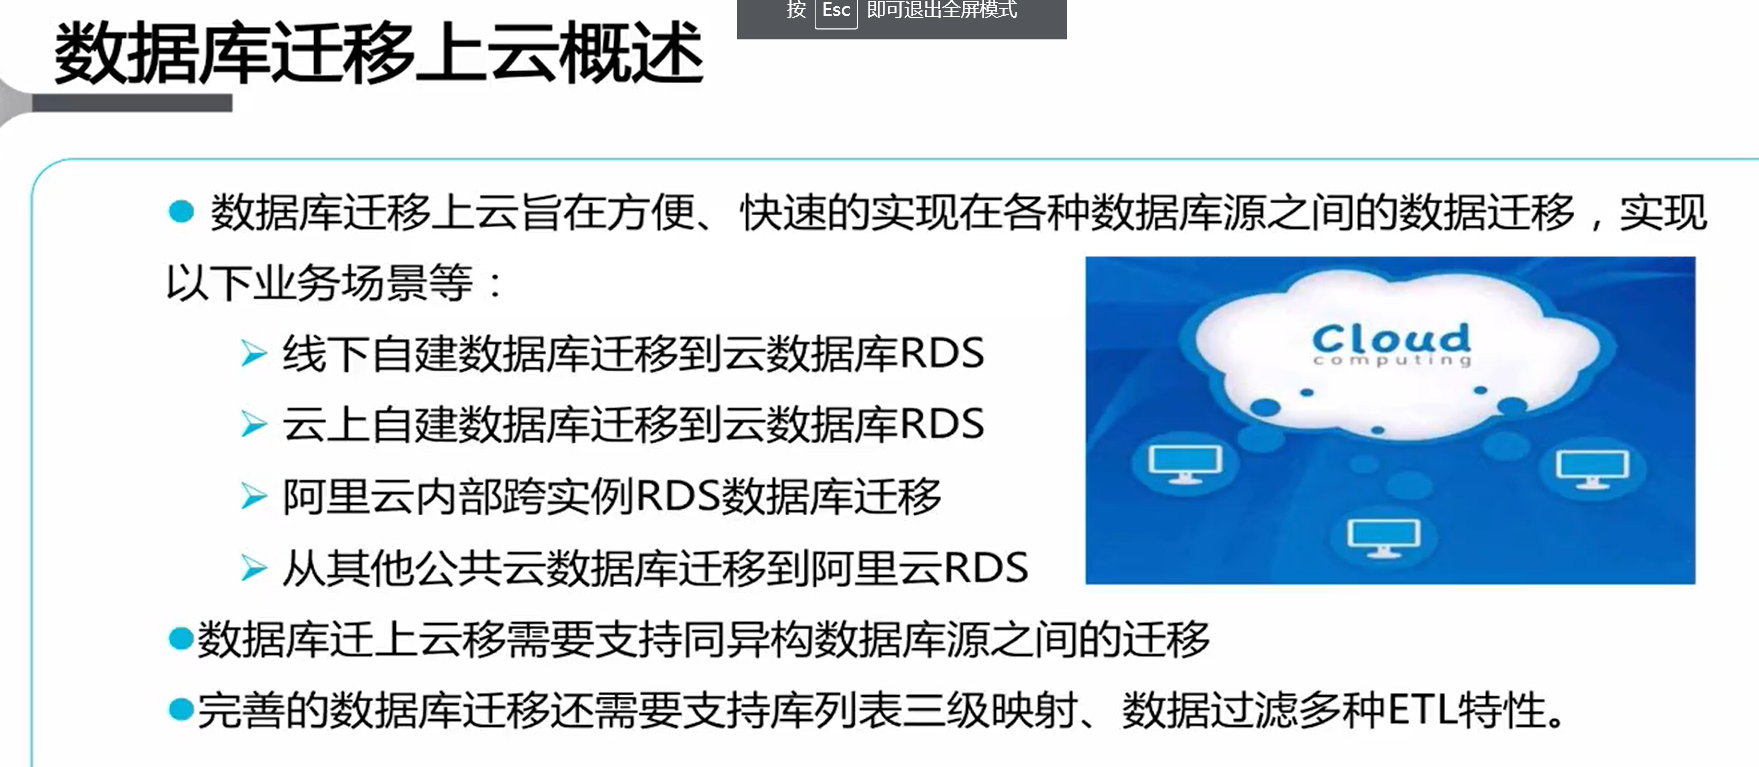 按 Esc 即可退出全屏模式
数据库迁移上云概述
数据库迁移上云旨在方便、快速的实现在各种数据库源之间的数据迁移，实现
以下业务场景等：
线下自建数据库迁移到云数据库RDS
云上自建数据库迁移到云数据库RDS
阿里云内部跨实例RDS数据库迁移
从其他公共云数据库迁移到阿里云RDS
Cloud
computing
数据库迁上云移需要支持同异构数据库源之间的迁移
完善的数据库迁移还需要支持库列表三级映射、数据过滤多种ETL特性。